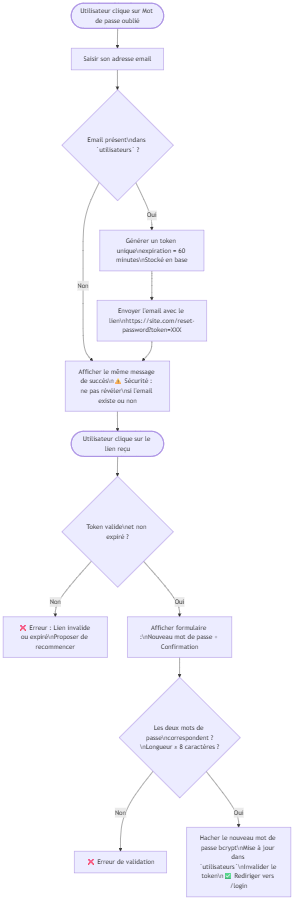 Utilisateur clique sur Mot
de passe oublié
Saisir son adresse email
Email présent\ndans
`utilisateurs` ?
Oui
Générer un token
unique\nexpiration = 60
minutes\nStocké en base
Non
Envoyer l'email avec le
lien\nhttps://site.com/reset-
password?token=XXX
Afficher le même message
de succès\n⚠️ Sécurité :
ne pas révéler\nsi l'email
existe ou non
Utilisateur clique sur le
lien reçu
Token valide\net non
expiré ?
Non
Oui
❌ Erreur : Lien invalide
ou expiré\nProposer de
recommencer
Afficher formulaire
:\nNouveau mot de passe +
Confirmation
Les deux mots de
passe\ncorrespondent ?
\nLongueur ≥ 8 caractères ?
Non
Oui
❌ Erreur de validation
Hacher le nouveau mot de
passe bcrypt\nMise à jour
dans
`utilisateurs`\nInvalider le
token\n✅ Rediriger vers
/login